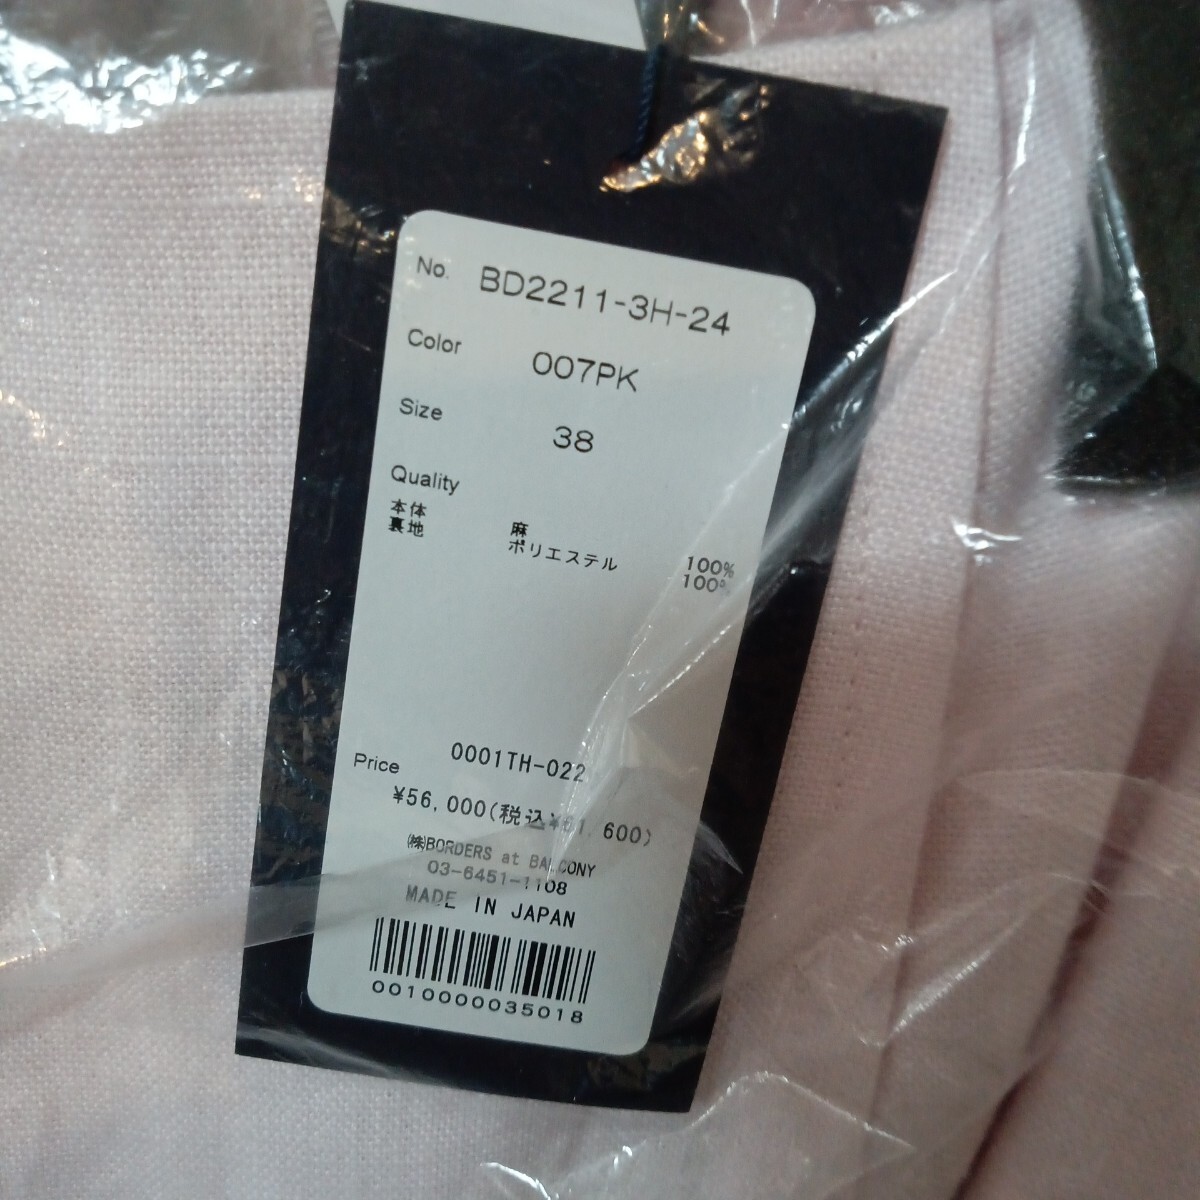 No. BD2211-3H-24
Color 007PK
Size 38
Quality
本体 麻 100%
裏地 ポリエステル 100%
0001TH-022
Price
¥56,000(税込¥61,600)
㈱BORDERS at BALCONY
03-6451-1108
MADE IN JAPAN
0010000035018